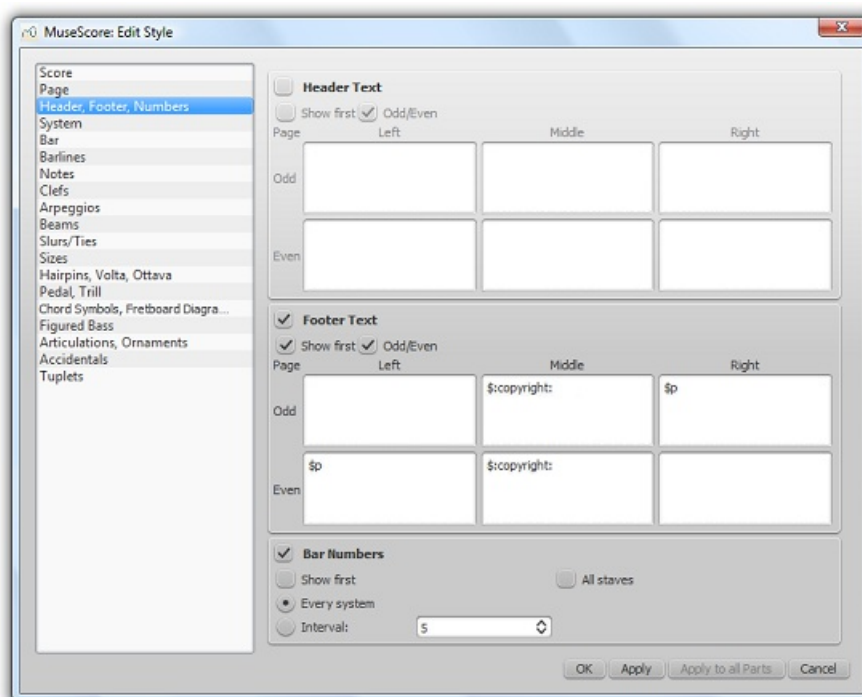 MuseScore: Edit Style
Score
Page
Header, Footer, Numbers
System
Bar
Barlines
Notes
Clefs
Arpeggios
Beams
Slurs/Ties
Sizes
Hairpins, Volta, Ottava
Pedal, Trill
Chord Symbols, Fretboard Diagra...
Figured Bass
Articulations, Ornaments
Accidentals
Tuplets
Header Text
Show first Odd/Even
Page Left Middle Right
Odd
Even
Footer Text
Show first Odd/Even
Page Left Middle Right
Odd $:copyright: $p
Even $p $:copyright:
Bar Numbers
Show first All staves
Every system
Interval: 5
OK Apply Apply to all Parts Cancel